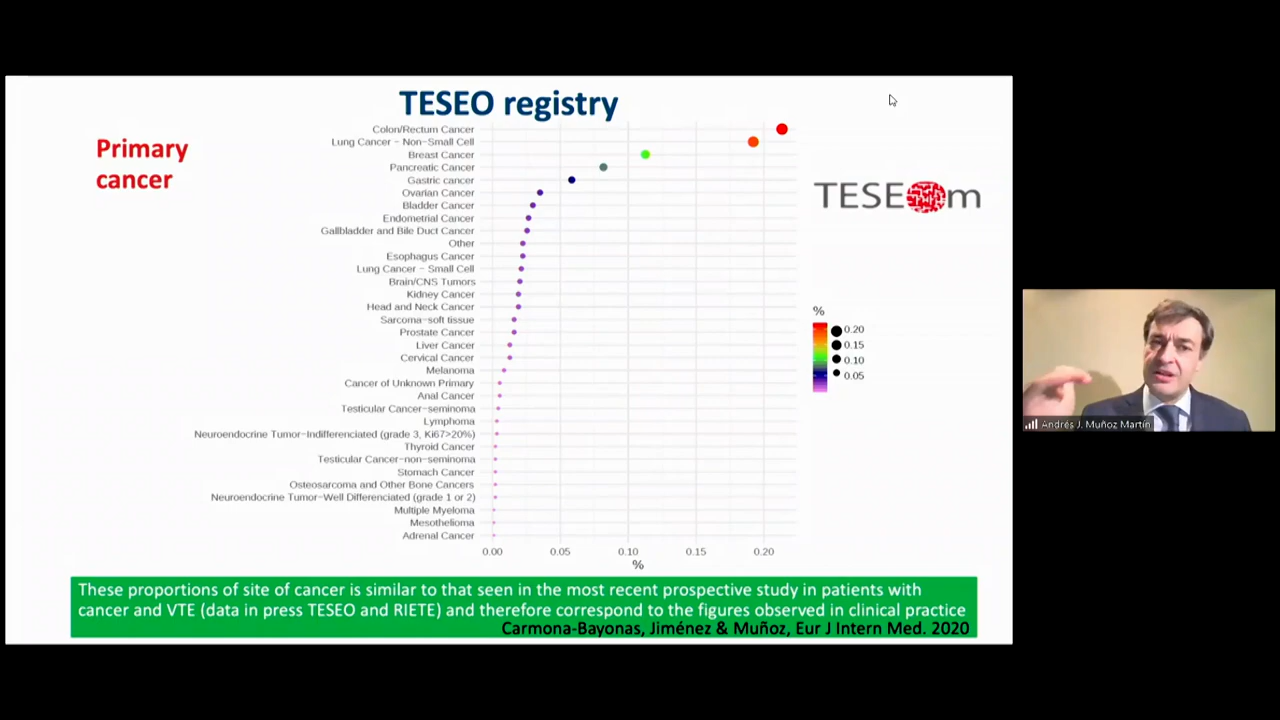 TESEO registry
Primary
cancer
Colon/Rectum Cancer
Lung Cancer − Non−Small Cell
Breast Cancer
Pancreatic Cancer
Gastric cancer
Ovarian Cancer
Bladder Cancer
Endometrial Cancer
Gallbladder and Bile Duct Cancer
Other
Esophagus Cancer
Lung Cancer − Small Cell
Brain/CNS Tumors
Kidney Cancer
Head and Neck Cancer
Sarcoma−soft tissue
Prostate Cancer
Liver Cancer
Cervical Cancer
Melanoma
Cancer of Unknown Primary
Anal Cancer
Testicular Cancer−seminoma
Lymphoma
Neuroendocrine Tumor−Indifferenciated (grade 3, Ki67>20%)
Thyroid Cancer
Testicular Cancer−non−seminoma
Stomach Cancer
Osteosarcoma and Other Bone Cancers
Neuroendocrine Tumor−Well Differenciated (grade 1 or 2)
Multiple Myeloma
Mesothelioma
Adrenal Cancer
0.00 0.05 0.10 0.15 0.20
%
TESEOm
%
0.20
0.15
0.10
0.05
These proportions of site of cancer is similar to that seen in the most recent prospective study in patients with
cancer and VTE (data in press TESEO and RIETE) and therefore correspond to the figures observed in clinical practice
Carmona-Bayonas, Jiménez & Muñoz, Eur J Intern Med. 2020
Andrés J. Muñoz Martín